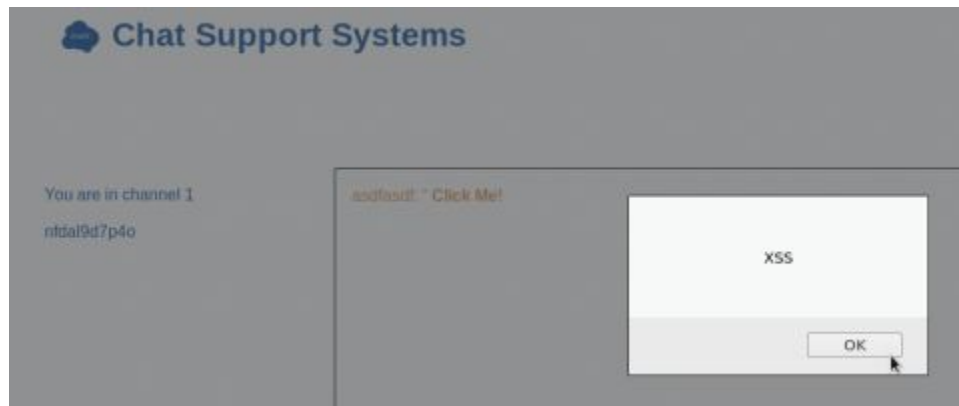 Chat Support Systems
You are in channel 1
asdfasdf: " Click Me!
nfdal9d7p4o
xss
OK